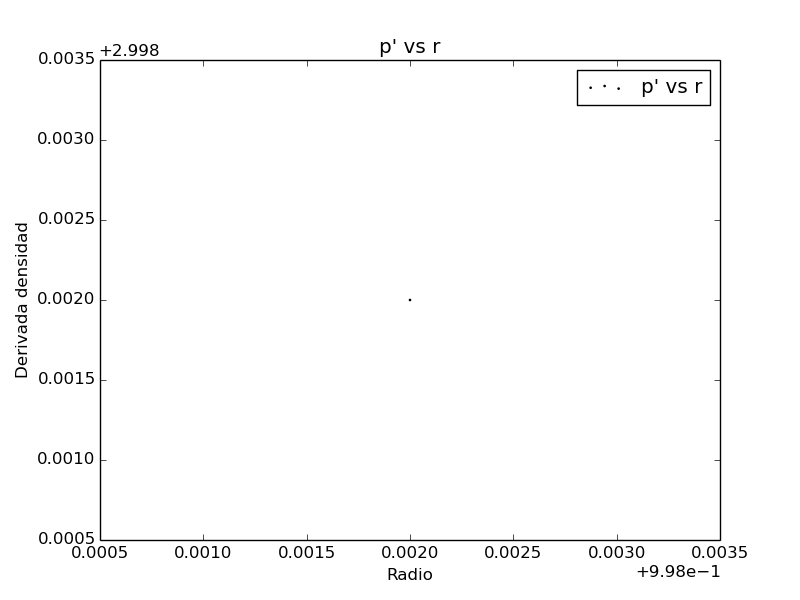 p' vs r
+2.998
0.0035
p' vs r
0.0030
0.0025
0.0020
0.0015
0.0010
0.0005
Derivada densidad
0.0005 0.0010 0.0015 0.0020 0.0025 0.0030 0.0035
+9.98e−1
Radio